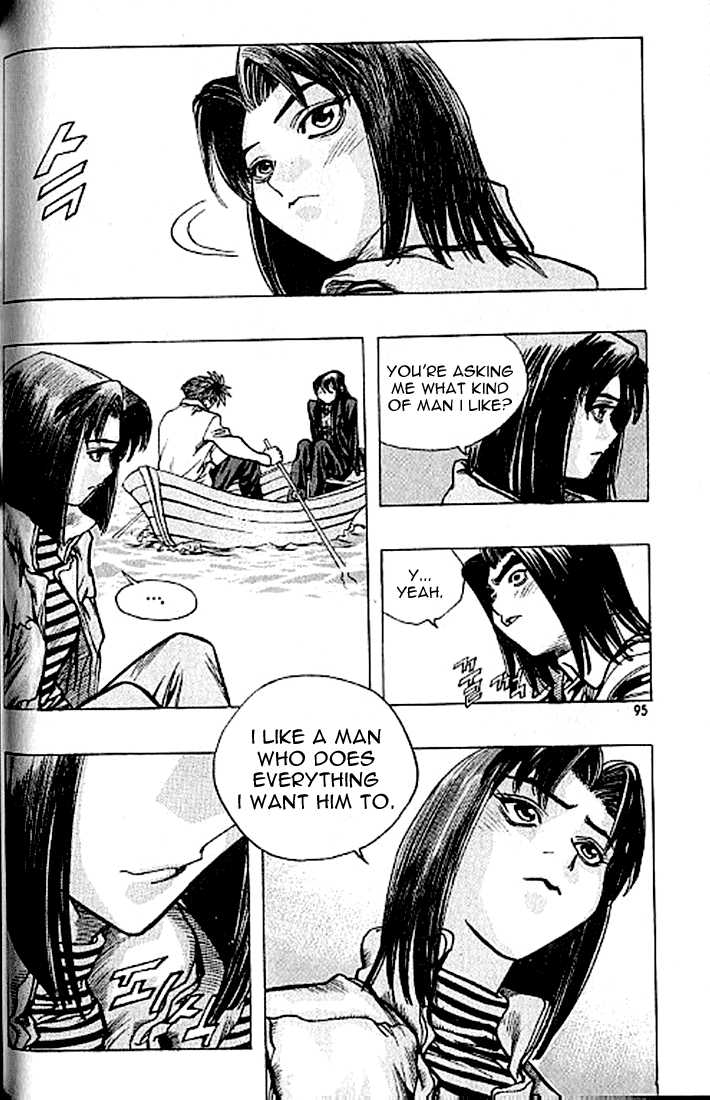 ....
YOU'RE ASKING
ME WHAT KIND
OF MAN I LIKE?
Y...
YEAH.
95
I LIKE A MAN
WHO DOES
EVERYTHING
I WANT HIM TO.